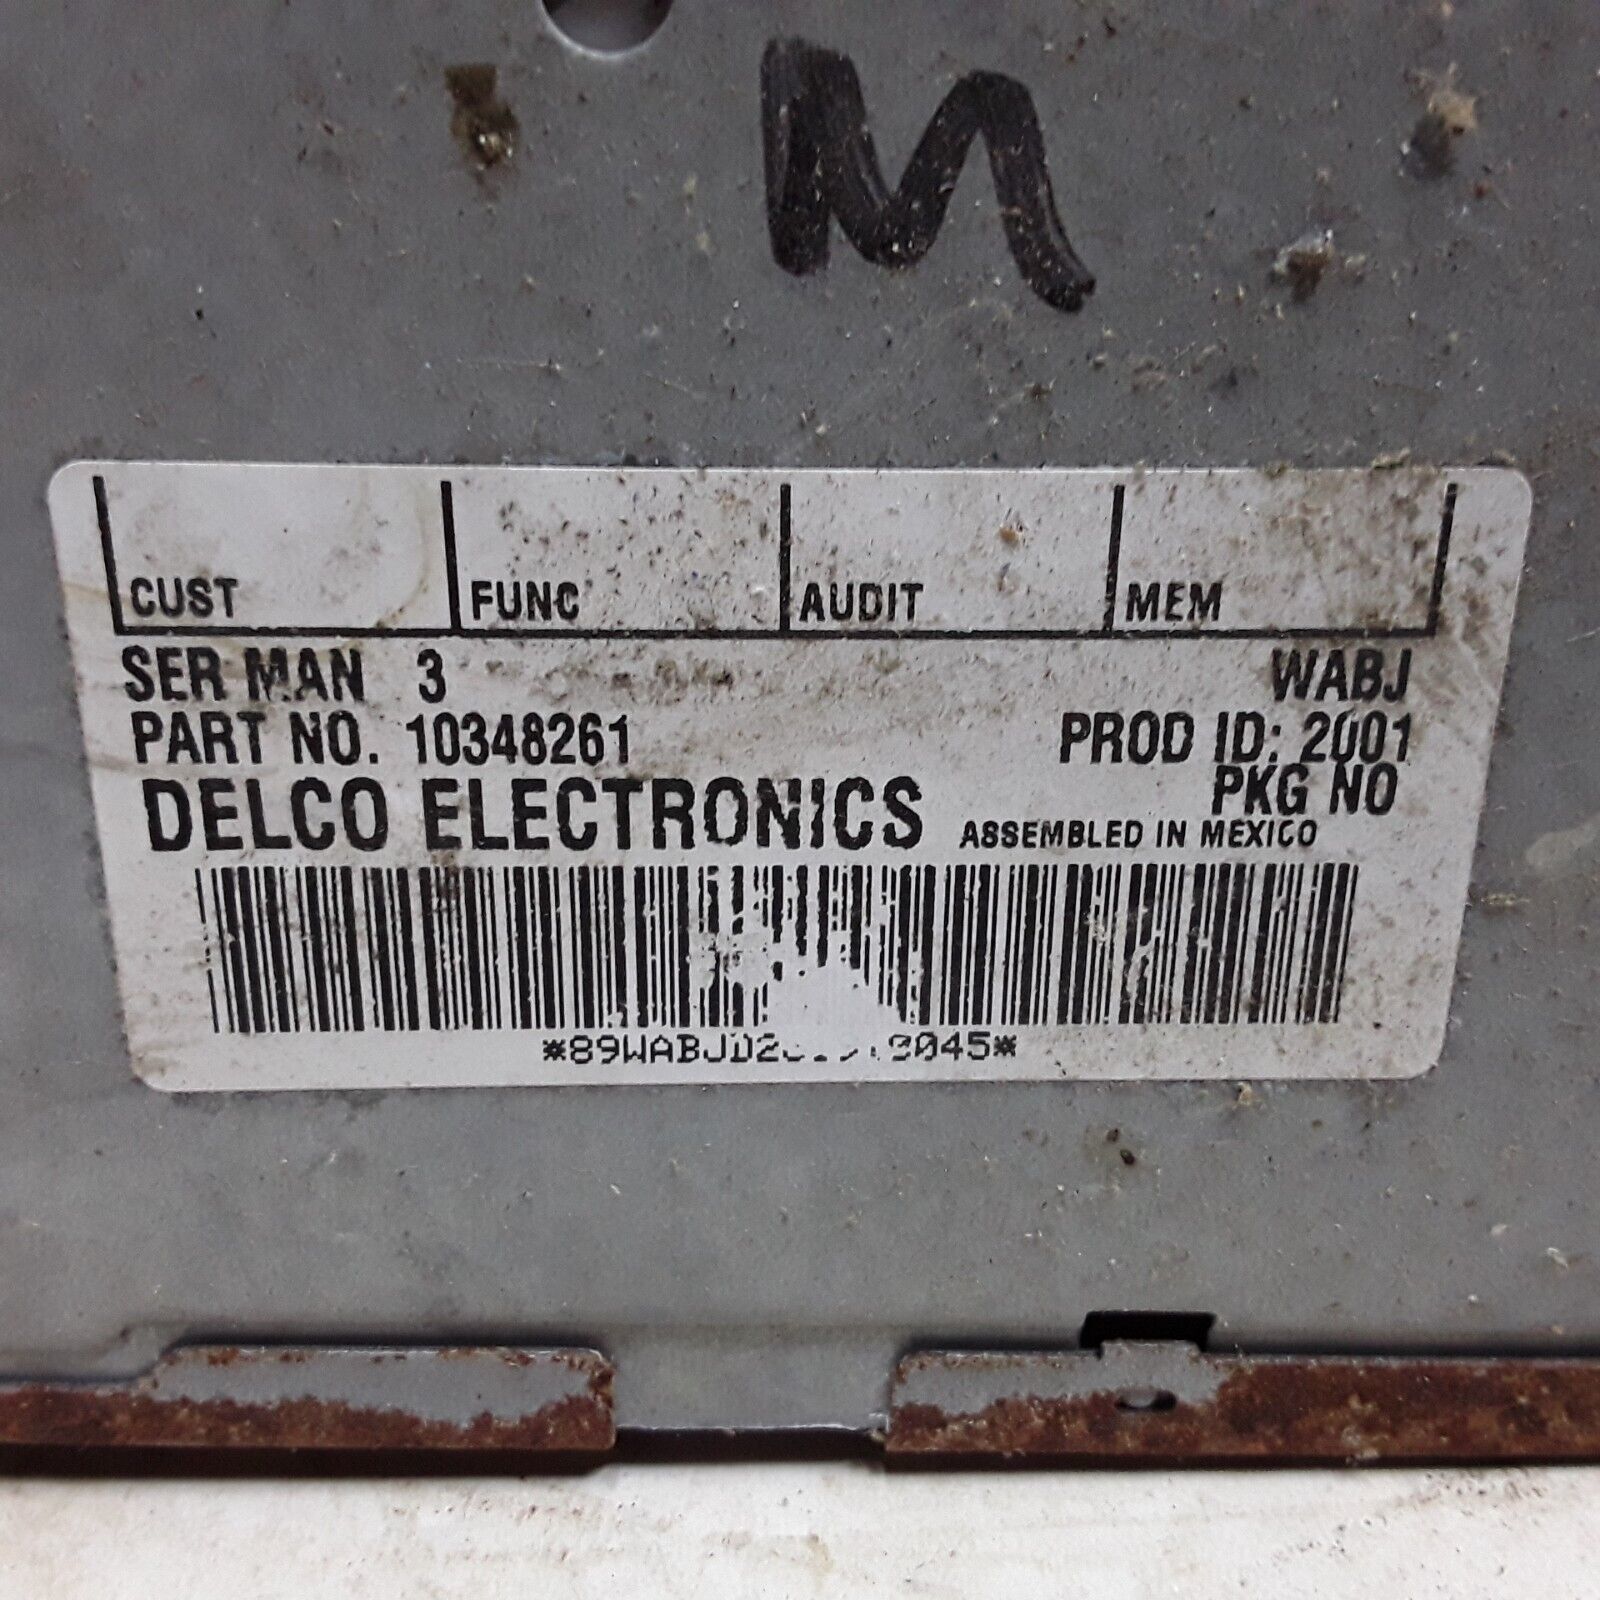 M
CUST FUNC AUDIT MEM
SER MAN 3 WABJ
PART NO. 10348261 PROD ID: 2001
PKG NO
DELCO ELECTRONICS ASSEMBLED IN MEXICO